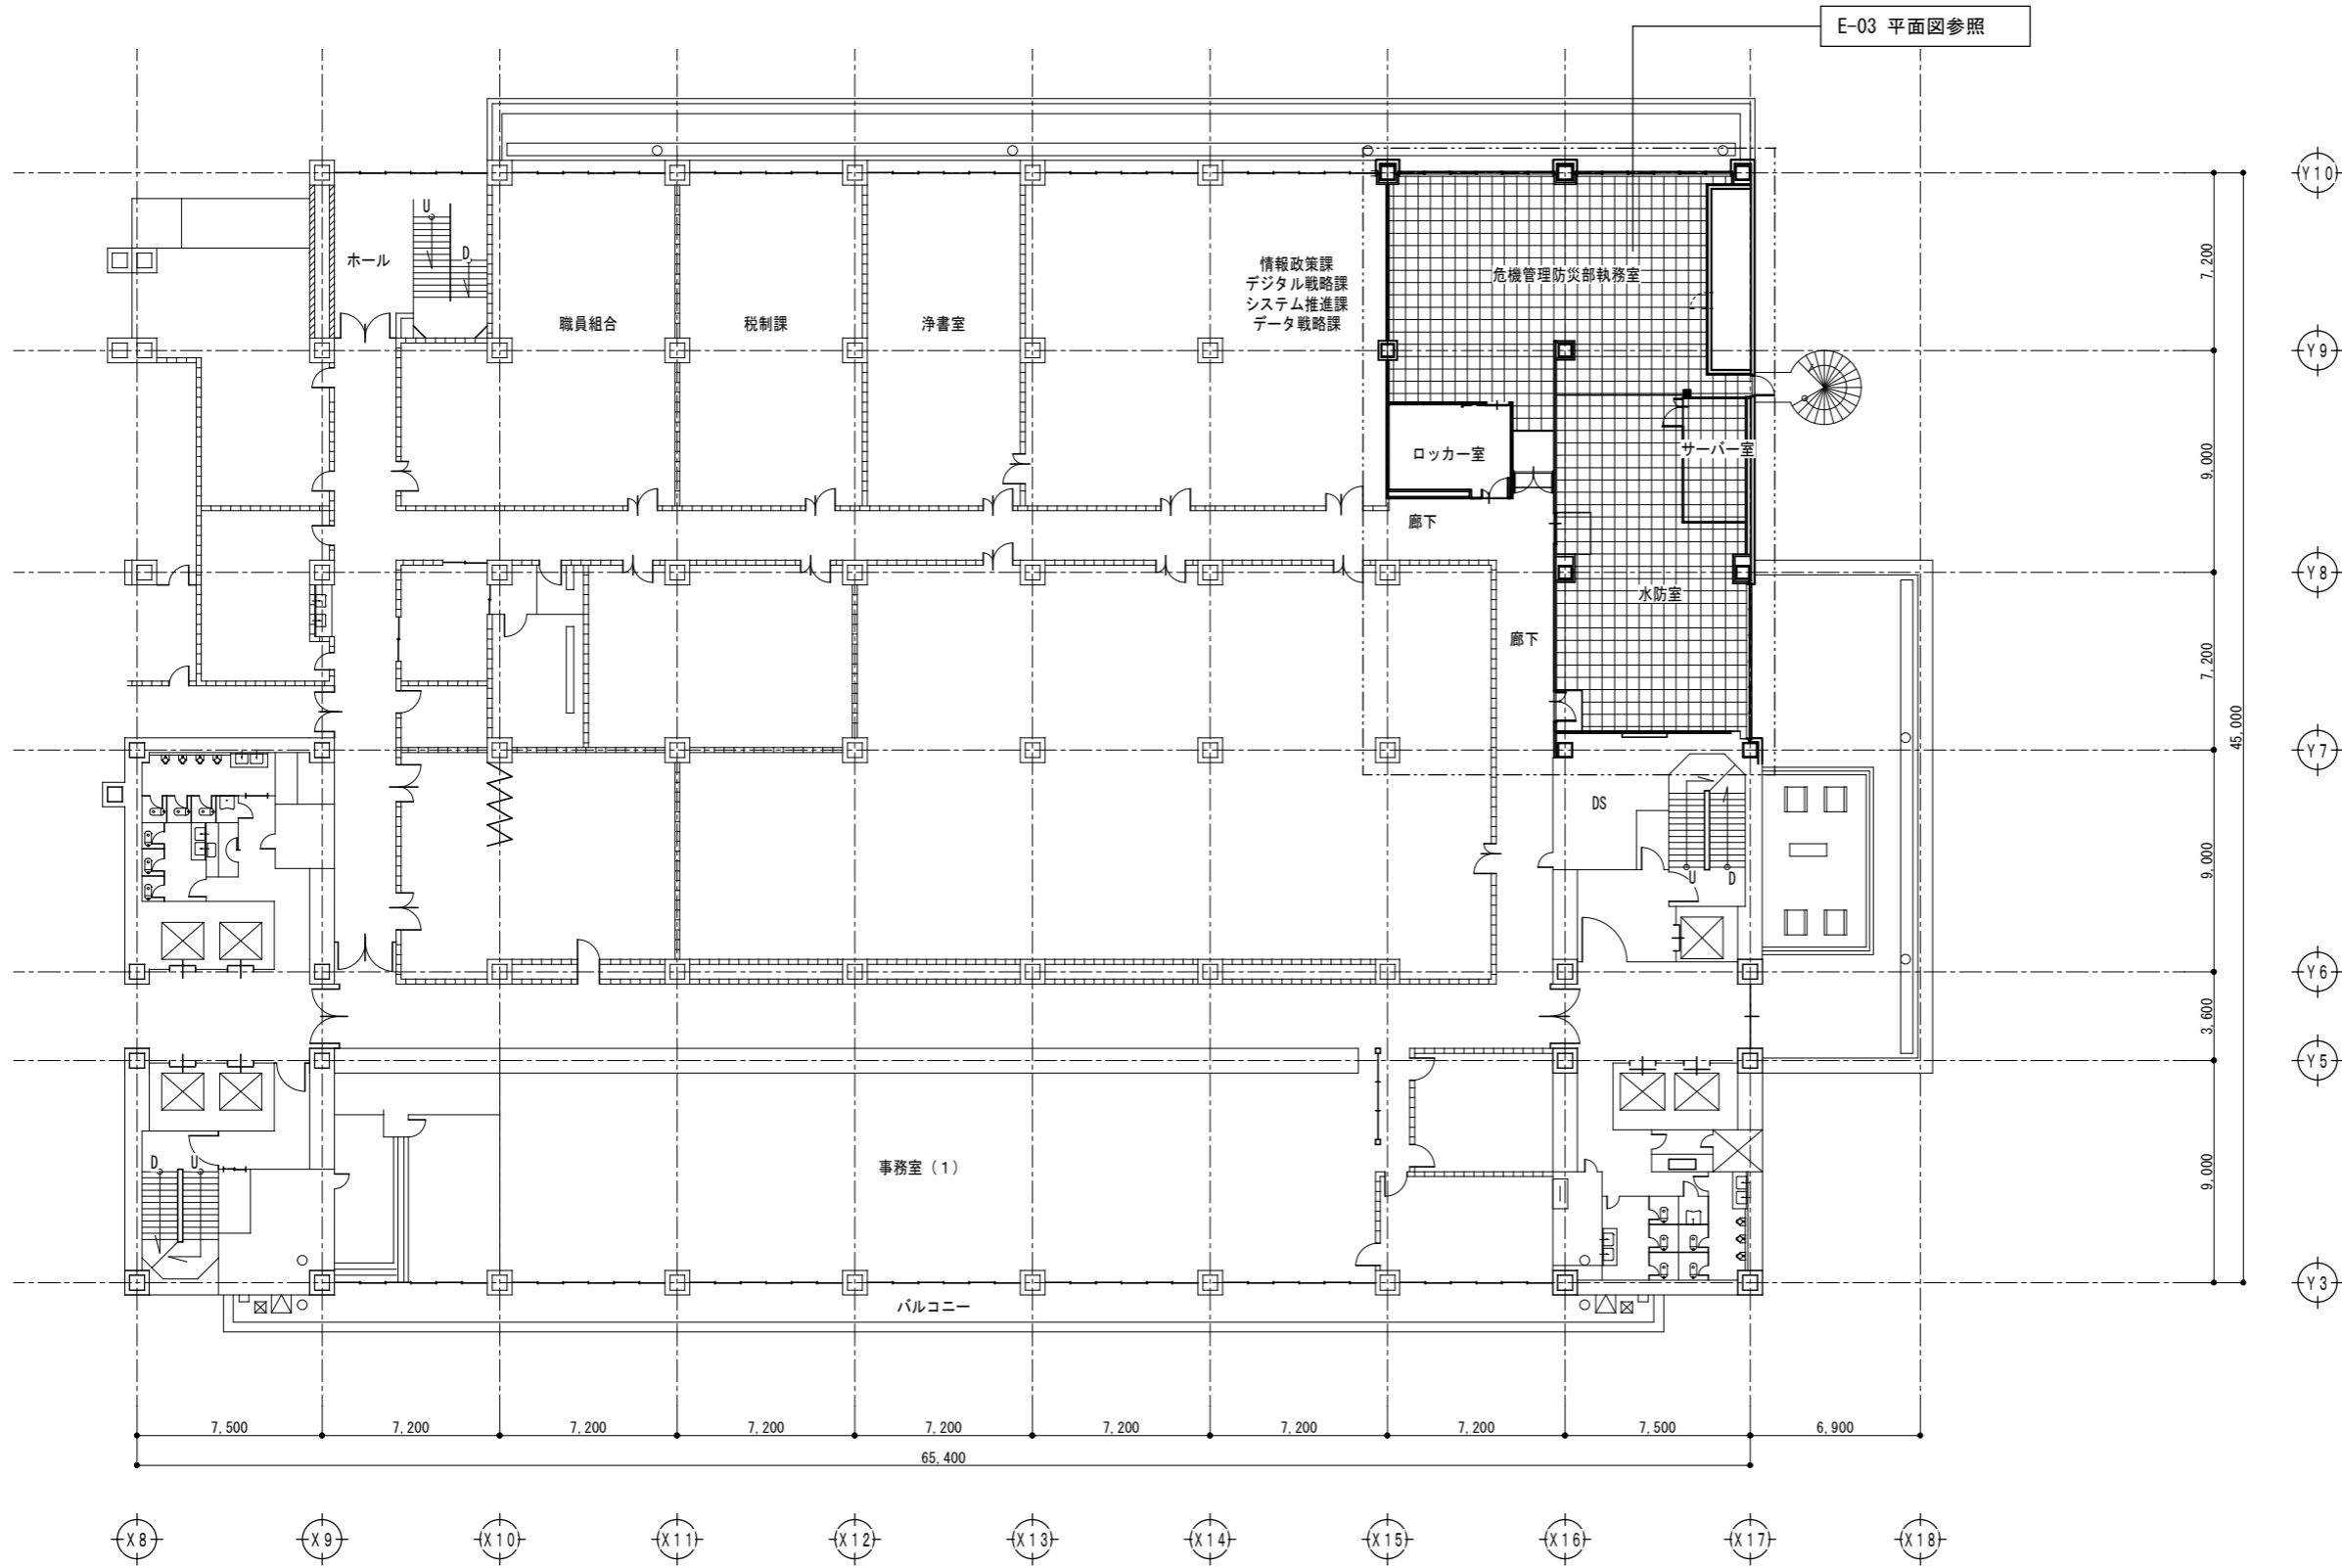 E-03 平面図参照
Y10
ホール
U
D
職員組合
税制課
浄書室
情報政策課
デジタル戦略課
システム推進課
データ戦略課
危機管理防災部執務室
7,200
Y9
ロッカー室
サーバー室
9,000
廊下
Y8
水防室
廊下
7,200
45,000
Y7
DS
U
D
9,000
Y6
3,600
Y5
D
U
事務室(1)
9,000
Y3
バルコニー
7,500
7,200
7,200
7,200
7,200
7,200
7,200
7,200
7,500
6,900
65,400
X8
X9
X10
X11
X12
X13
X14
X15
X16
X17
X18